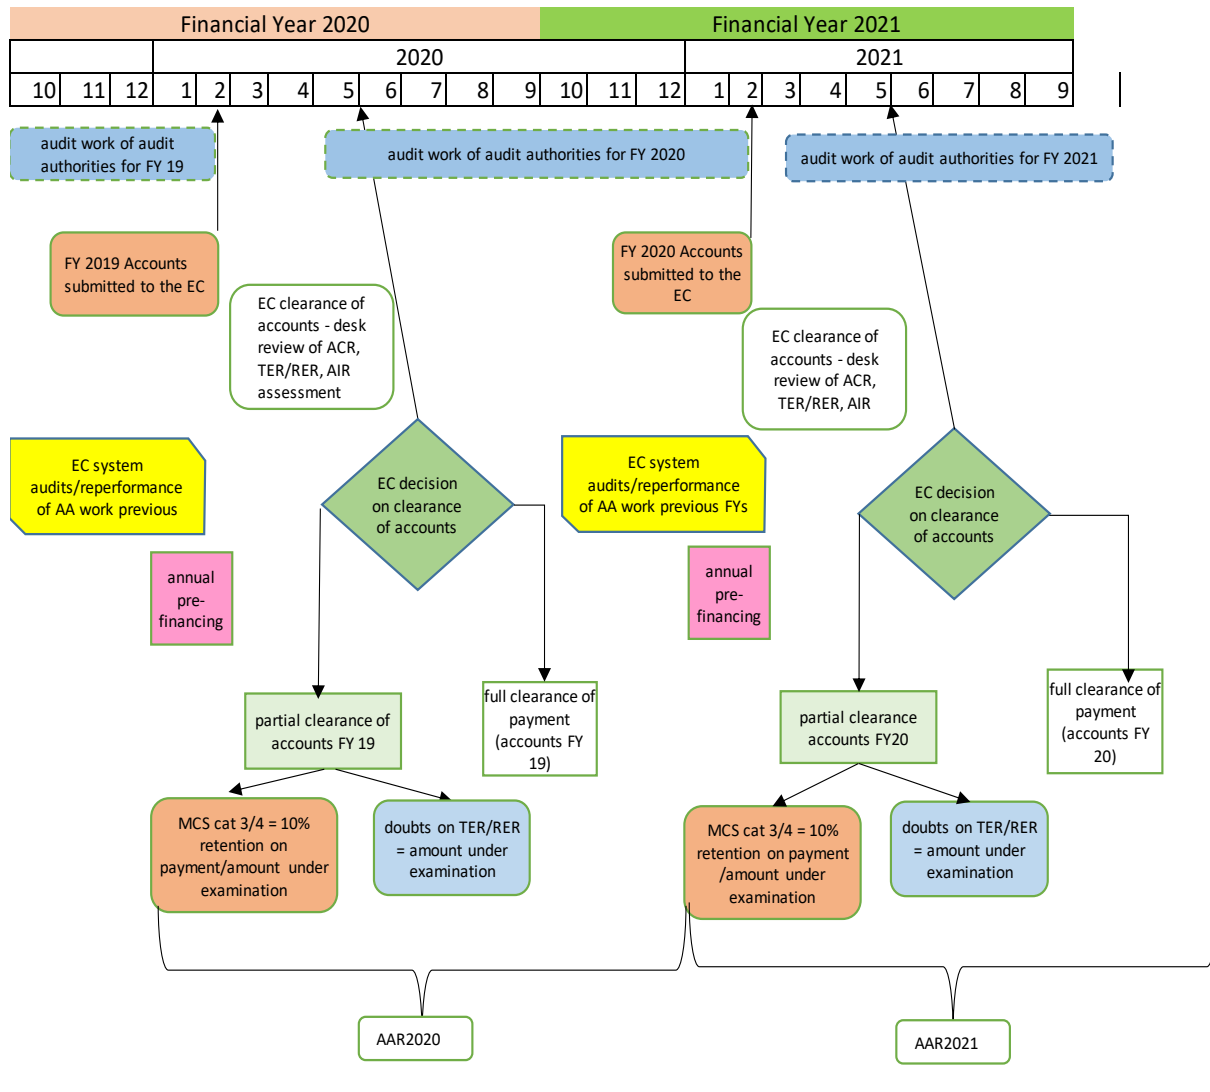 Financial Year 2020
Financial Year 2021
2020
2021
10 11 12 1 2 3 4 5 6 7 8 9 10 11 12 1 2 3 4 5 6 7 8 9
audit work of audit
authorities for FY 19
audit work of audit authorities for FY 2020
audit work of audit authorities for FY 2021
FY 2019 Accounts
submitted to the EC
FY 2020 Accounts
submitted to the
EC
EC clearance of
accounts - desk
review of ACR,
TER/RER, AIR
assessment
EC clearance of
accounts - desk
review of ACR,
TER/RER, AIR
EC system
audits/reperformance
of AA work previous
EC decision
on clearance
of accounts
EC system
audits/reperformance
of AA work previous FYs
EC decision
on clearance
of accounts
annual
pre-
financing
annual
pre-
financing
partial clearance of
accounts FY 19
full clearance of
payment
(accounts FY
19)
partial clearance
accounts FY20
full clearance of
payment
(accounts FY
20)
MCS cat 3/4 = 10%
retention on
payment/amount under
examination
doubts on TER/RER
= amount under
examination
MCS cat 3/4 = 10%
retention on payment
/amount under
examination
doubts on TER/RER
= amount under
examination
AAR2020
AAR2021